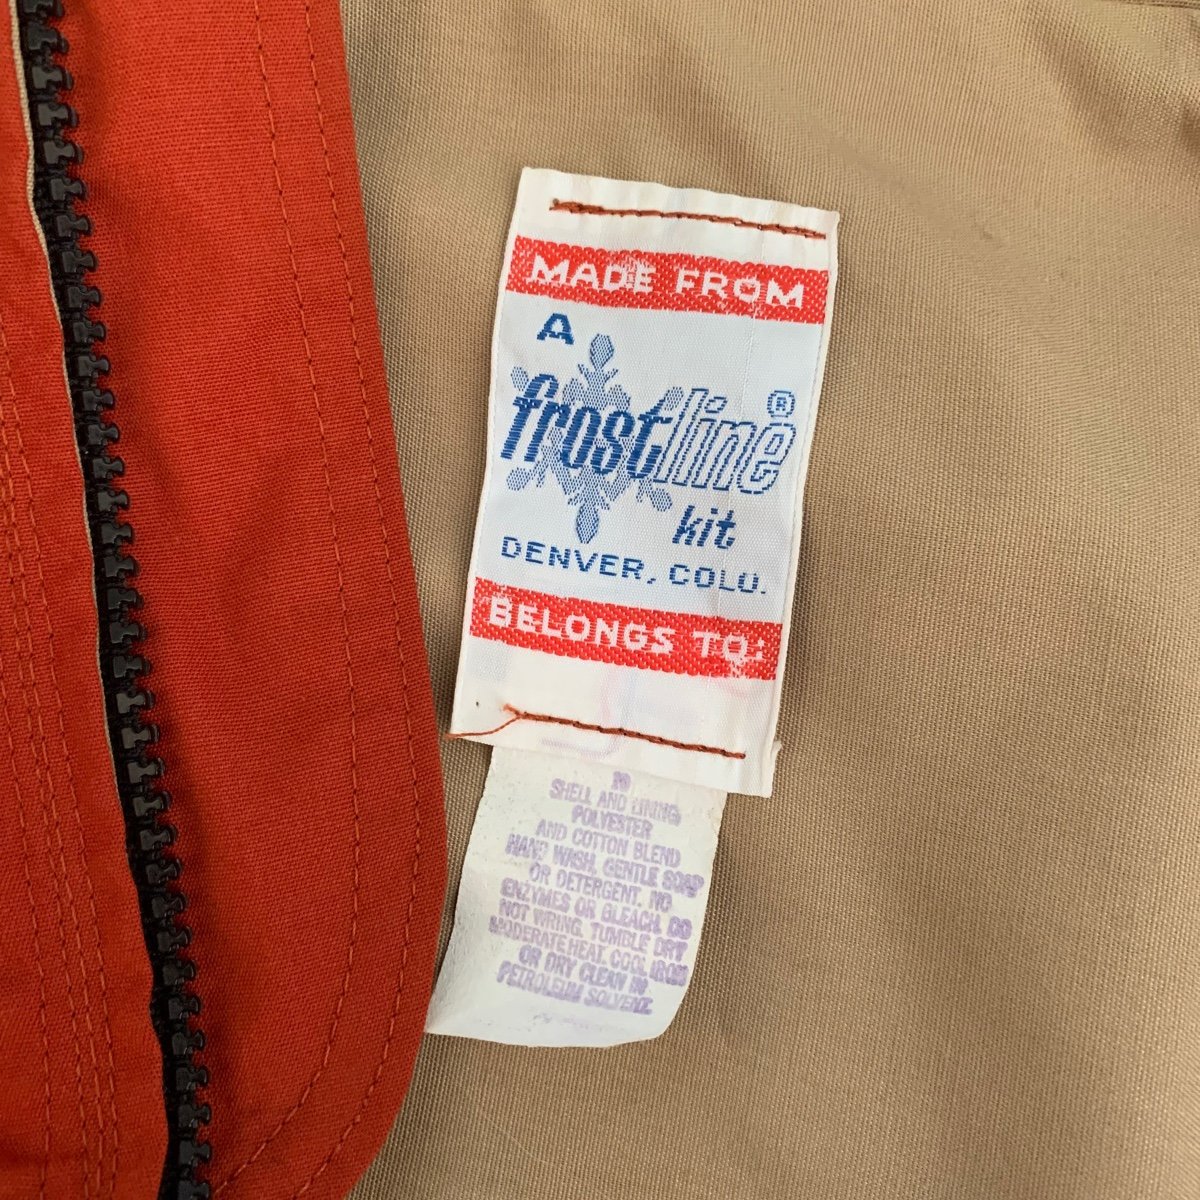 MADE FROM
A
frostline®
kit
DENVER, COLO.
BELONGS TO:
10
SHELL AND LINING:
POLYESTER
AND COTTON BLEND
HAND WASH, GENTLE SOAP
OR DETERGENT. NO
ENZYMES OR BLEACH. DO
NOT WRING. TUMBLE DRY
MODERATE HEAT. COOL IRON
OR DRY CLEAN IN
PETROLEUM SOLVENT.